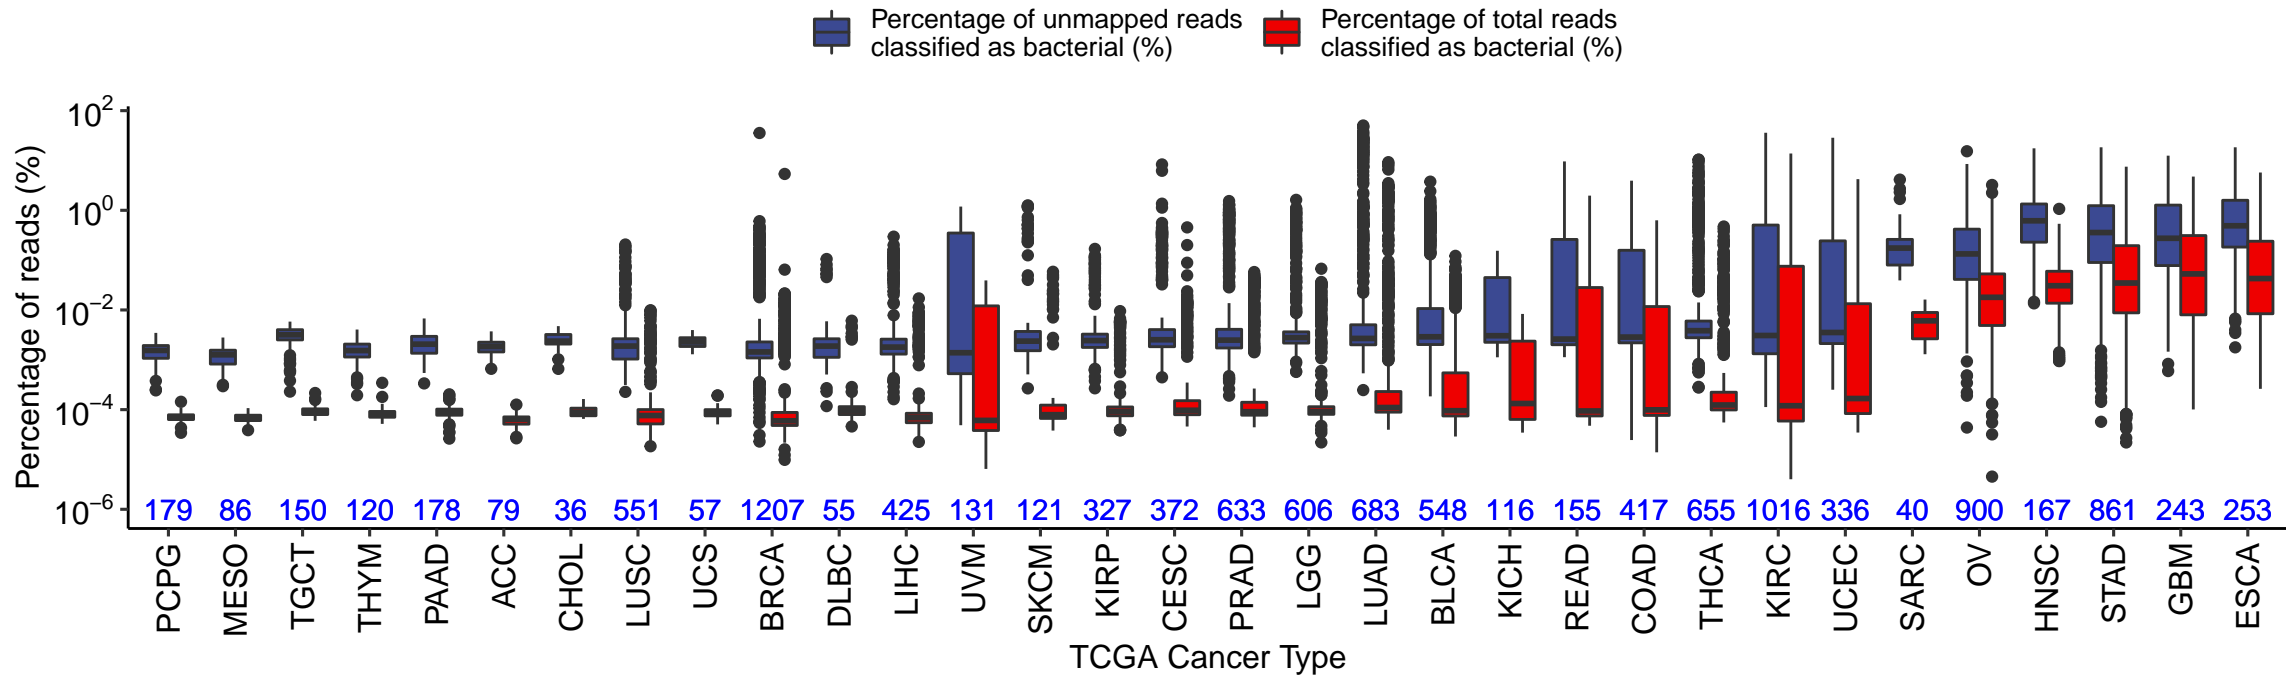 Percentage of unmapped reads
classified as bacterial (%)
Percentage of total reads
classified as bacterial (%)
Percentage of reads (%)
10²
10⁰
10⁻²
10⁻⁴
10⁻⁶
179 86 150 120 178 79 36 551 57 1207 55 425 131 121 327 372 633 606 683 548 116 155 417 655 1016 336 40 900 167 861 243 253
PCPG MESO TGCT THYM PAAD ACC CHOL LUSC UCS BRCA DLBC LIHC UVM SKCM KIRP CESC PRAD LGG LUAD BLCA KICH READ COAD THCA KIRC UCEC SARC OV HNSC STAD GBM ESCA
TCGA Cancer Type